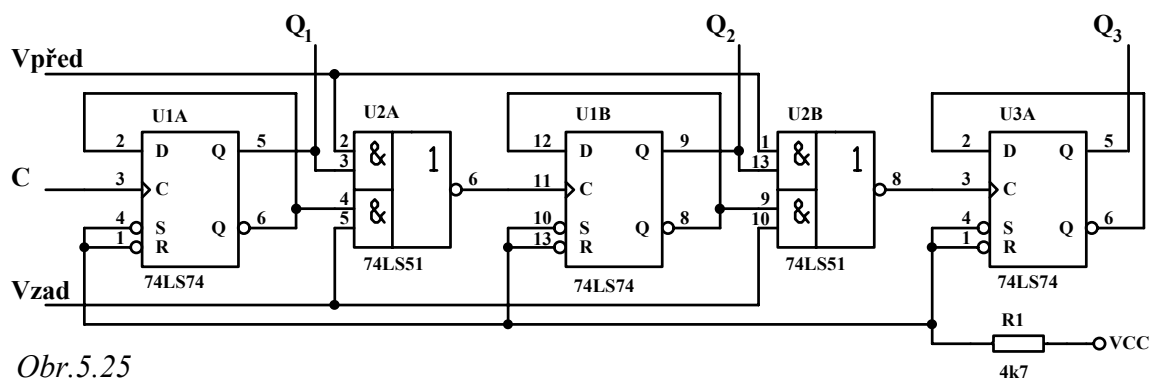 Q1 Q2 Q3
Vpřed
U1A U2A U1B U2B U3A
2 D Q 5 2 & 1 12 D Q 9 1 & 1 2 D Q 5
3 13
C 3 C 6 11 C 8 3 C
4 S Q 6 4 & 10 S Q 8 9 & 4 S Q 6
1 R 5 13 R 10 1 R
74LS74 74LS51 74LS74 74LS51 74LS74
Vzad
R1
VCC
Obr.5.25
4k7